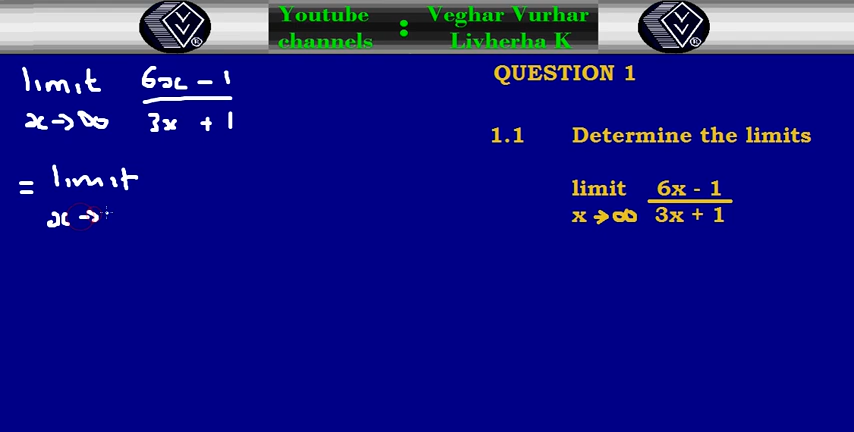 Youtube channels : Veghar Vurhar Livherha K
limit 6x - 1
x → ∞ 3x + 1
= limit
x →
QUESTION 1
1.1 Determine the limits
limit 6x - 1
x → ∞ 3x + 1